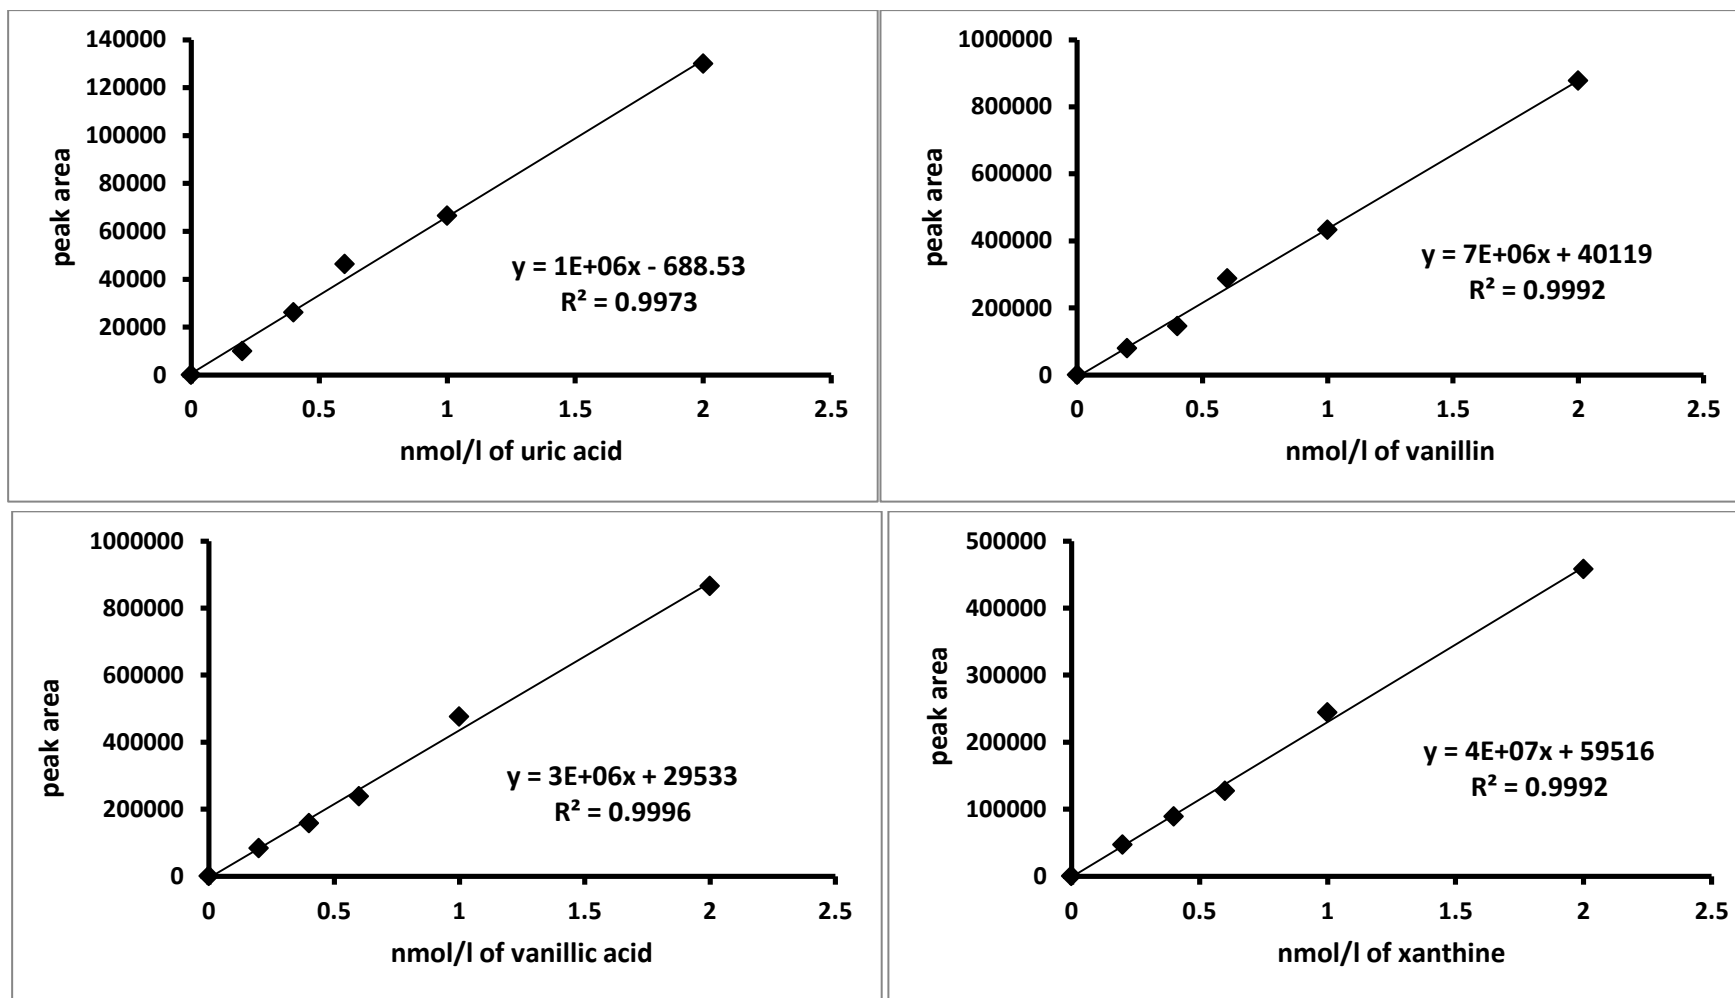 140000
120000
100000
80000
60000
40000
20000
0
peak area
0 0.5 1 1.5 2 2.5
nmol/l of uric acid
y = 1E+06x - 688.53
R² = 0.9973
1000000
800000
600000
400000
200000
0
peak area
0 0.5 1 1.5 2 2.5
nmol/l of vanillin
y = 7E+06x + 40119
R² = 0.9992
1000000
800000
600000
400000
200000
0
peak area
0 0.5 1 1.5 2 2.5
nmol/l of vanillic acid
y = 3E+06x + 29533
R² = 0.9996
500000
400000
300000
200000
100000
0
peak area
0 0.5 1 1.5 2 2.5
nmol/l of xanthine
y = 4E+07x + 59516
R² = 0.9992